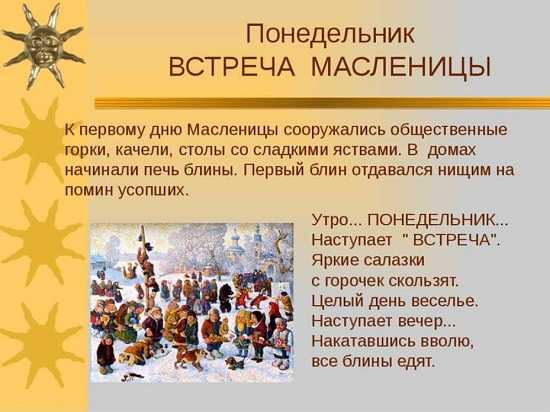 Понедельник
ВСТРЕЧА  МАСЛЕНИЦЫ
К первому дню Масленицы сооружались общественные
горки, качели, столы со сладкими яствами. В  домах
начинали печь блины. Первый блин отдавался нищим на
помин усопших.
Утро... ПОНЕДЕЛЬНИК...
Наступает  " ВСТРЕЧА".
Яркие салазки
с горочек скользят.
Целый день веселье.
Наступает вечер...
Накатавшись вволю,
все блины едят.